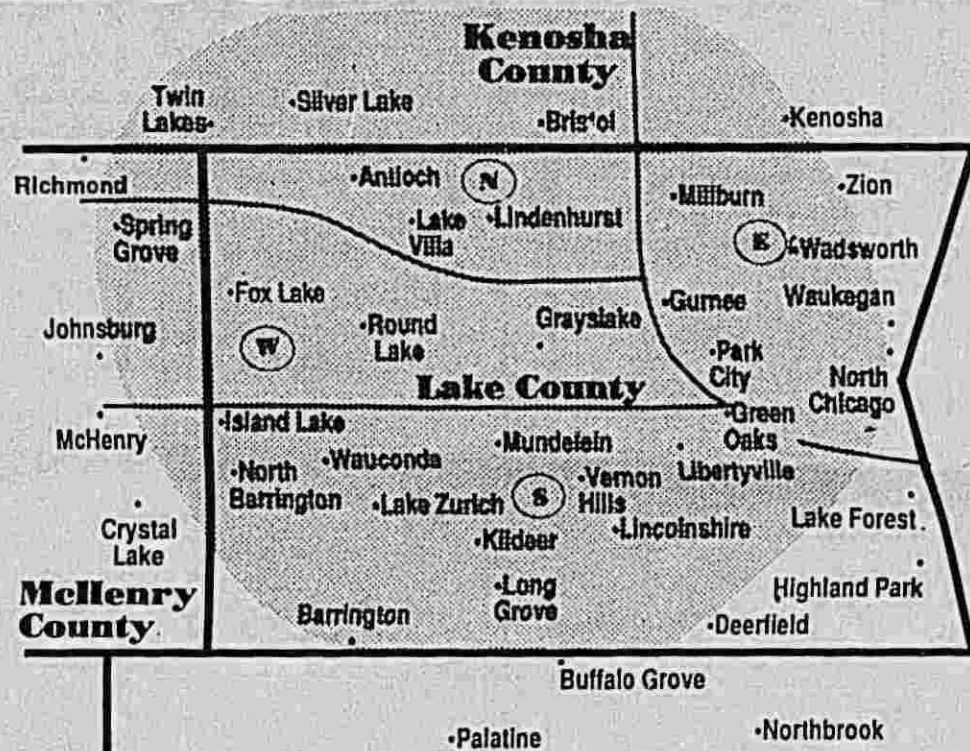 Kenosha
County
Twin
Lakes
Silver Lake
Bristol
Kenosha
Richmond
Antioch
N
Millburn
Zion
Spring
Grove
Lake
Villa
Lindenhurst
E
Wadsworth
Fox Lake
Gurnee
Waukegan
Johnsburg
W
Round
Lake
Grayslake
Park
City
North
Chicago
Lake County
McHenry
Island Lake
Green
Oaks
Mundelein
North
Barrington
Wauconda
Vernon
Hills
Libertyville
Lake Zurich
S
Crystal
Lake
Lincolnshire
Lake Forest
Kildeer
McHenry
County
Long
Grove
Highland Park
Barrington
Deerfield
Buffalo Grove
Palatine
Northbrook